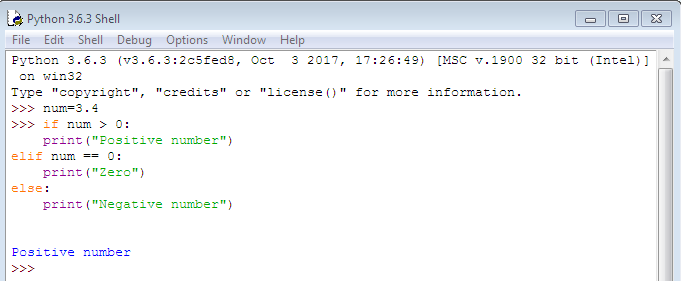 Python 3.6.3 Shell
File Edit Shell Debug Options Window Help
Python 3.6.3 (v3.6.3:2c5fed8, Oct  3 2017, 17:26:49) [MSC v.1900 32 bit (Intel)]
 on win32
Type "copyright", "credits" or "license()" for more information.
>>> num=3.4
>>> if num > 0:
    print("Positive number")
elif num == 0:
    print("Zero")
else:
    print("Negative number")
Positive number
>>>